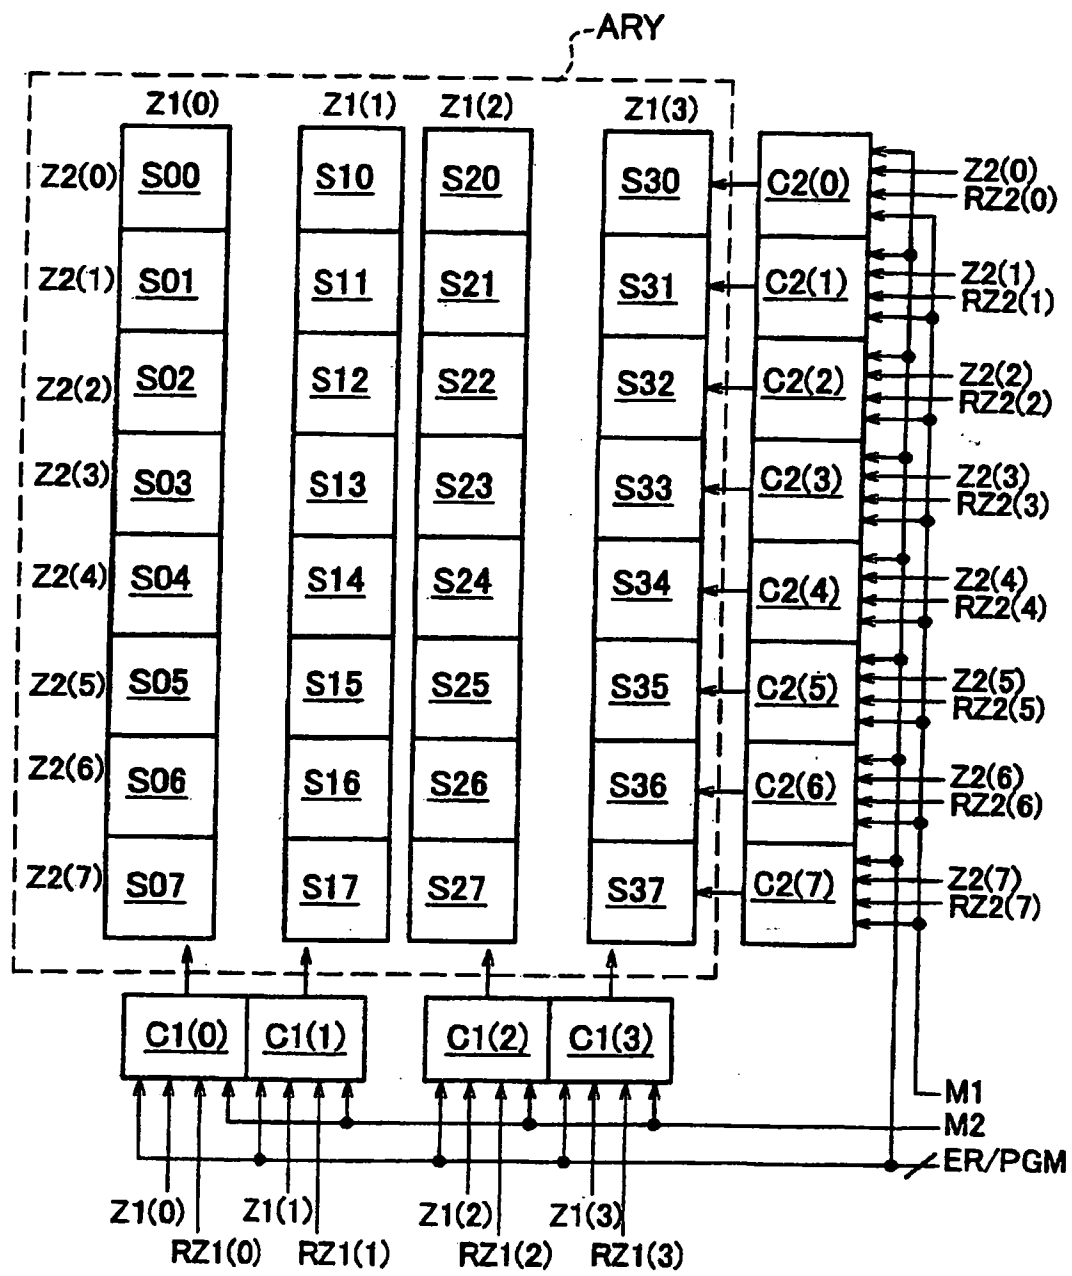 ARY
Z1(0) Z1(1) Z1(2) Z1(3)
Z2(0) S00 S10 S20 S30 C2(0) Z2(0)
RZ2(0)
Z2(1) S01 S11 S21 S31 C2(1) Z2(1)
RZ2(1)
Z2(2) S02 S12 S22 S32 C2(2) Z2(2)
RZ2(2)
Z2(3) S03 S13 S23 S33 C2(3) Z2(3)
RZ2(3)
Z2(4) S04 S14 S24 S34 C2(4) Z2(4)
RZ2(4)
Z2(5) S05 S15 S25 S35 C2(5) Z2(5)
RZ2(5)
Z2(6) S06 S16 S26 S36 C2(6) Z2(6)
RZ2(6)
Z2(7) S07 S17 S27 S37 C2(7) Z2(7)
RZ2(7)
C1(0) C1(1) C1(2) C1(3)
M1
M2
ER/PGM
Z1(0) Z1(1) Z1(2) Z1(3)
RZ1(0) RZ1(1) RZ1(2) RZ1(3)